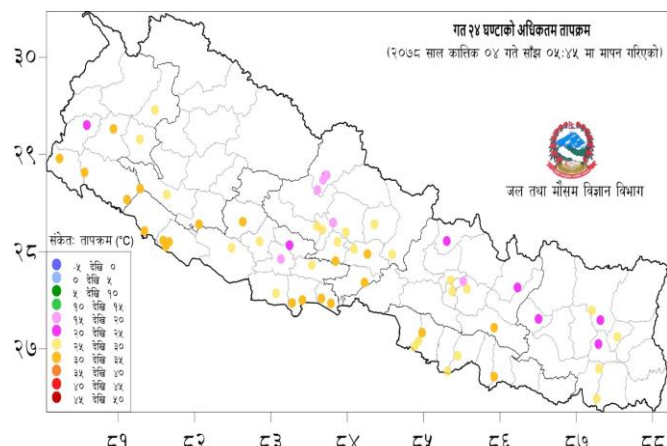 गत २४ घण्टाको अधिकतम तापक्रम
(२०७८ साल कात्तिक ०४ गते साँझ ०५:४५ मा मापन गरिएको)
जल तथा मौसम विज्ञान विभाग
३०
२९
२८
२७
संकेतः तापक्रम (°C)
-५ देखि ०
० देखि ५
५ देखि १०
१० देखि १५
१५ देखि २०
२० देखि २५
२५ देखि ३०
३० देखि ३५
३५ देखि ४०
४० देखि ४५
४५ देखि ५०
८१ ८२ ८३ ८४ ८५ ८६ ८७ ८८